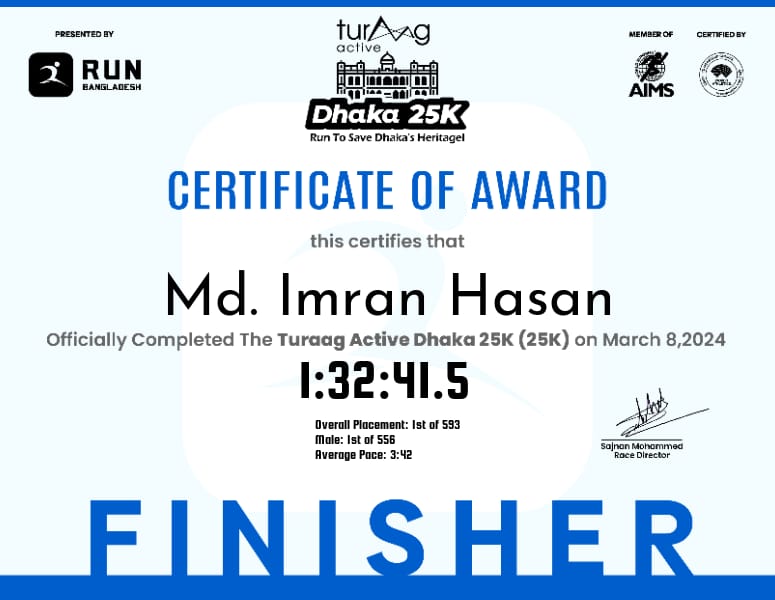 PRESENTED BY
RUN
BANGLADESH
turaag
active
Dhaka 25K
Run To Save Dhaka's Heritage!
MEMBER OF
AIMS
CERTIFIED BY
CERTIFICATE OF AWARD
this certifies that
Md. Imran Hasan
Officially Completed The Turaag Active Dhaka 25K (25K) on March 8,2024
1:32:41.5
Overall Placement: 1st of 593
Male: 1st of 556
Average Pace: 3:42
Sajnan Mohammed
Race Director
FINISHER